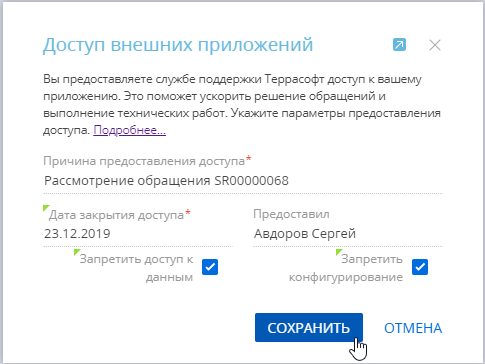 Доступ внешних приложений
Вы предоставляете службе поддержки Террасофт доступ к вашему
приложению. Это поможет ускорить решение обращений и
выполнение технических работ. Укажите параметры предоставления
доступа. Подробнее...
Причина предоставления доступа*
Рассмотрение обращения SR00000068
Дата закрытия доступа* Предоставил
23.12.2019 Авдоров Сергей
Запретить доступ к Запретить
данным конфигурирование
СОХРАНИТЬ ОТМЕНА